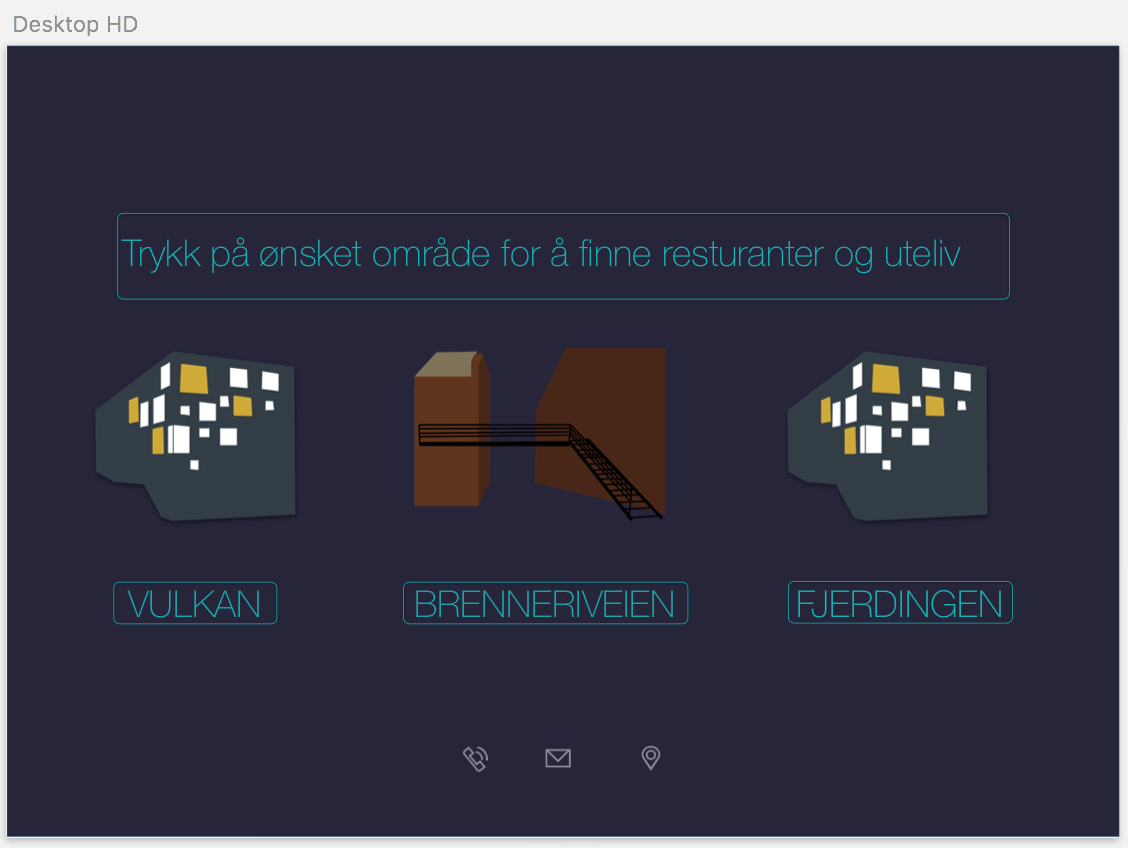 Desktop HD
Trykk på ønsket område for å finne resturanter og uteliv
VULKAN
BRENNERIVEIEN
FJERDINGEN